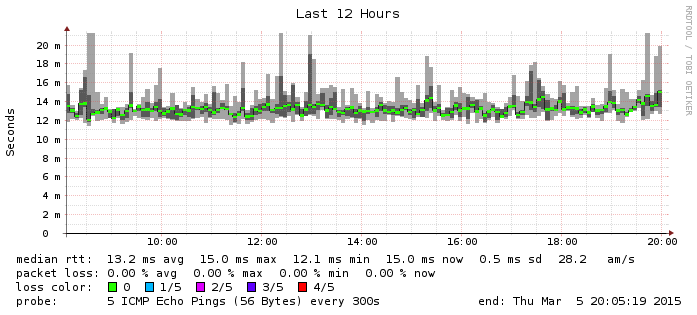 Last 12 Hours
RRDTOOL / TOBI OETIKER
Seconds
20 m
18 m
16 m
14 m
12 m
10 m
8 m
6 m
4 m
2 m
0
10:00 12:00 14:00 16:00 18:00 20:00
median rtt: 13.2 ms avg 15.0 ms max 12.1 ms min 15.0 ms now 0.5 ms sd 28.2 am/s
packet loss: 0.00 % avg 0.00 % max 0.00 % min 0.00 % now
loss color: 0 1/5 2/5 3/5 4/5
probe: 5 ICMP Echo Pings (56 Bytes) every 300s end: Thu Mar 5 20:05:19 2015